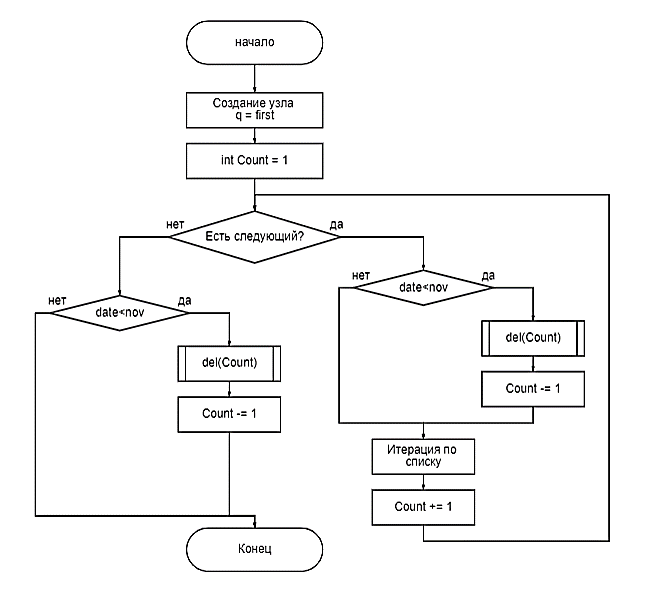 начало
Создание узла
q = first
int Count = 1
нет
Есть следующий?
да
нет
date<nov
да
нет
date<nov
да
del(Count)
Count -= 1
del(Count)
Count -= 1
Итерация по
списку
Count += 1
Конец